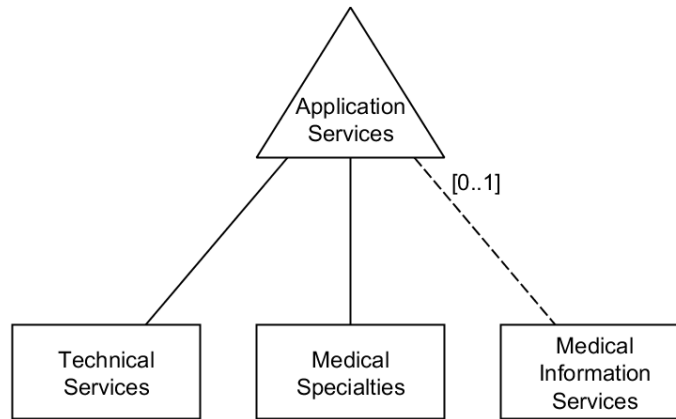 Application
Services
[0..1]
Technical
Services
Medical
Specialties
Medical
Information
Services